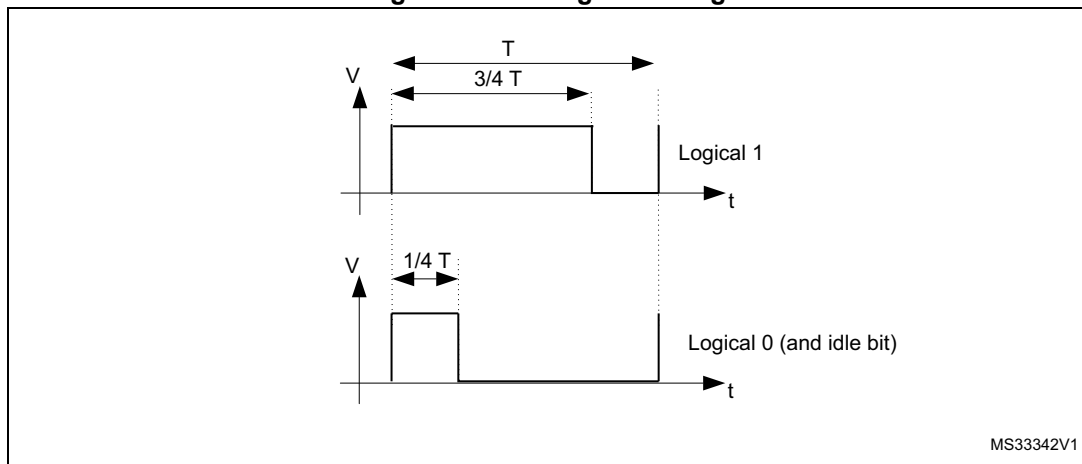 T
V
3/4 T
Logical 1
t
V
1/4 T
Logical 0 (and idle bit)
t
MS33342V1